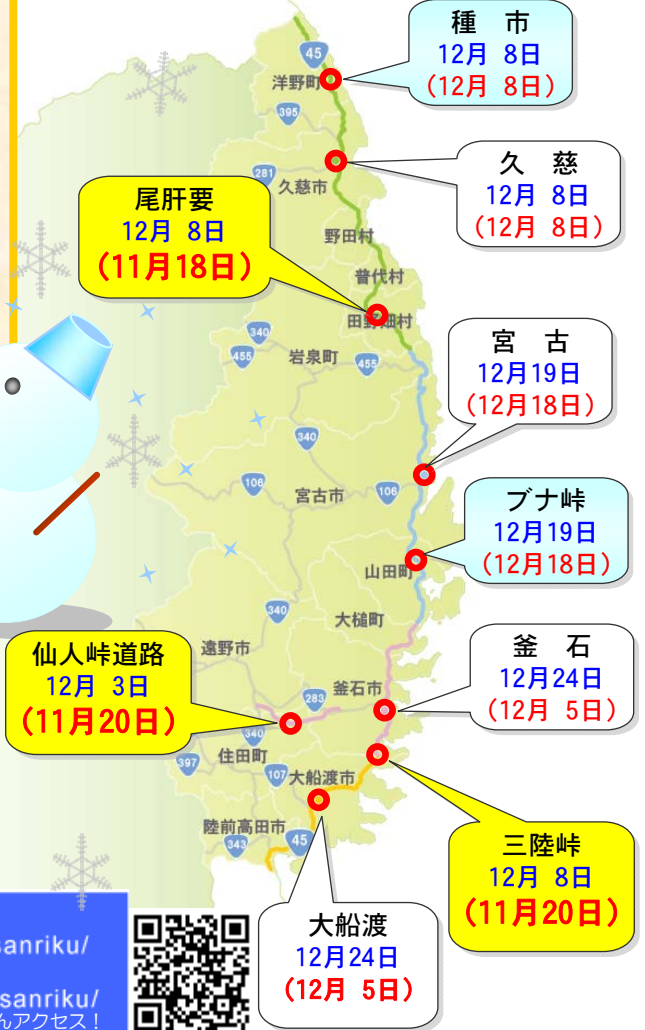 種　市
12月 8日
(12月 8日)
45
洋野町
395
久　慈
12月 8日
(12月 8日)
281
久慈市
尾肝要
12月 8日
(11月18日)
野田村
普代村
田野畑村
340
455
岩泉町
455
宮　古
12月19日
(12月18日)
340
106
宮古市
106
ブナ峠
12月19日
(12月18日)
山田町
340
大槌町
遠野市
仙人峠道路
12月 3日
(11月20日)
釜　石
12月24日
(12月 5日)
283
釜石市
340
住田町
397
107
大船渡市
陸前高田市
343
45
三陸峠
12月 8日
(11月20日)
大船渡
12月24日
(12月 5日)
sanriku/
sanriku/
んアクセス！